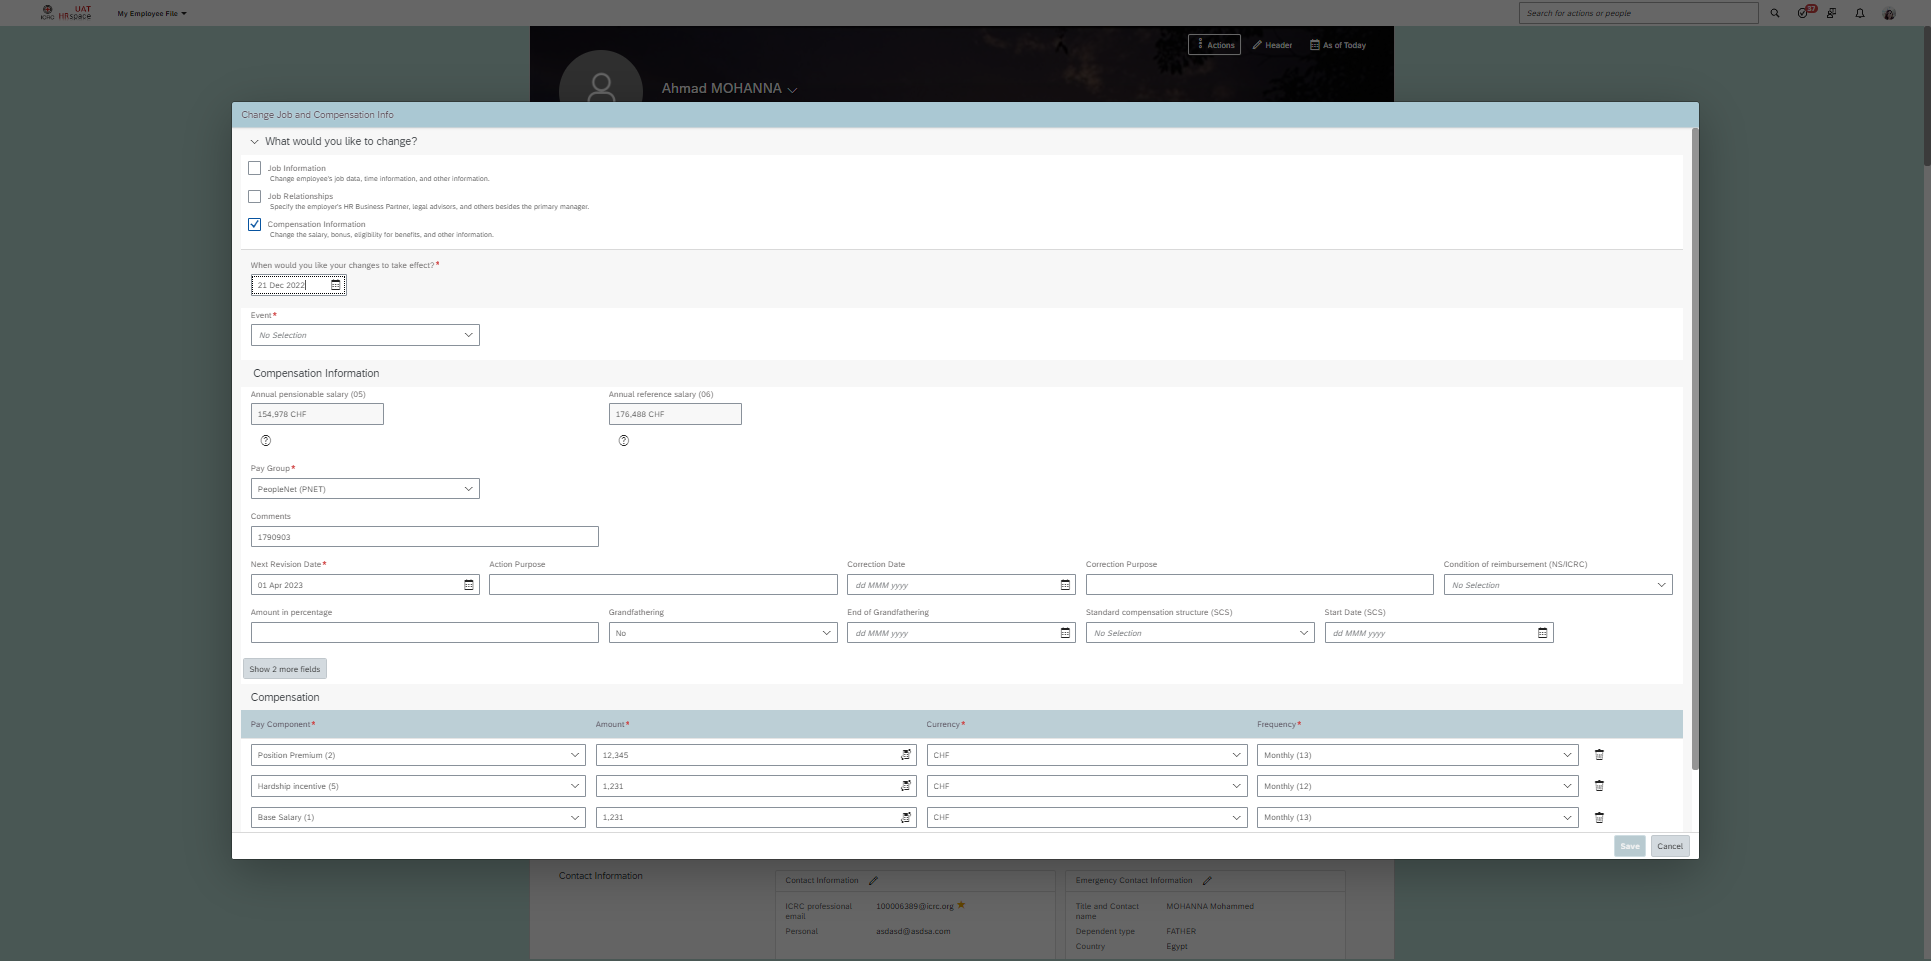 ICRC UAT HRspace My Employee File Search for actions or people 37
Actions Header As of Today
Ahmad MOHANNA
Change Job and Compensation Info
What would you like to change?
Job Information
Change employee's job data, time information, and other information.
Job Relationships
Specify the employer's HR Business Partner, legal advisors, and others besides the primary manager.
Compensation Information
Change the salary, bonus, eligibility for benefits, and other information.
When would you like your changes to take effect?*
21 Dec 2022
Event*
No Selection
Compensation Information
Annual pensionable salary (05) Annual reference salary (06)
154,978 CHF 176,488 CHF
Pay Group*
PeopleNet (PNET)
Comments
1790903
Next Revision Date* Action Purpose Correction Date Correction Purpose Condition of reimbursement (NS/ICRC)
01 Apr 2023 dd MMM yyyy No Selection
Amount in percentage Grandfathering End of Grandfathering Standard compensation structure (SCS) Start Date (SCS)
No dd MMM yyyy No Selection dd MMM yyyy
Show 2 more fields
Compensation
Pay Component* Amount* Currency* Frequency*
Position Premium (2) 12,345 CHF Monthly (13)
Hardship incentive (5) 1,231 CHF Monthly (12)
Base Salary (1) 1,231 CHF Monthly (13)
Save Cancel
Contact Information Contact Information Emergency Contact Information
ICRC professional email 100006389@icrc.org Title and Contact name MOHANNA Mohammed
Personal asdasd@asdsa.com Dependent type FATHER
Country Egypt